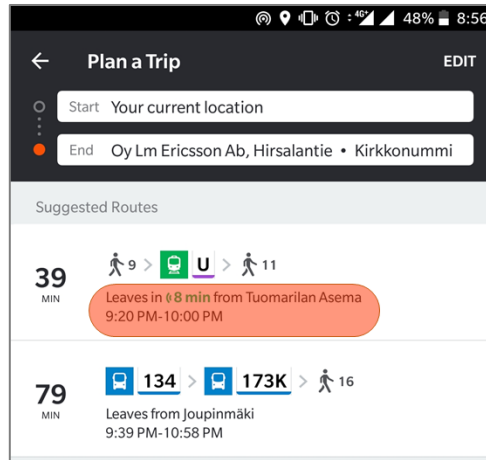 4G+ 48% 8:56
Plan a Trip EDIT
Start Your current location
End Oy Lm Ericsson Ab, Hirsalantie • Kirkkonummi
Suggested Routes
39 MIN
9 > U > 11
Leaves in 8 min from Tuomarilan Asema
9:20 PM-10:00 PM
79 MIN
134 > 173K > 16
Leaves from Joupinmäki
9:39 PM-10:58 PM